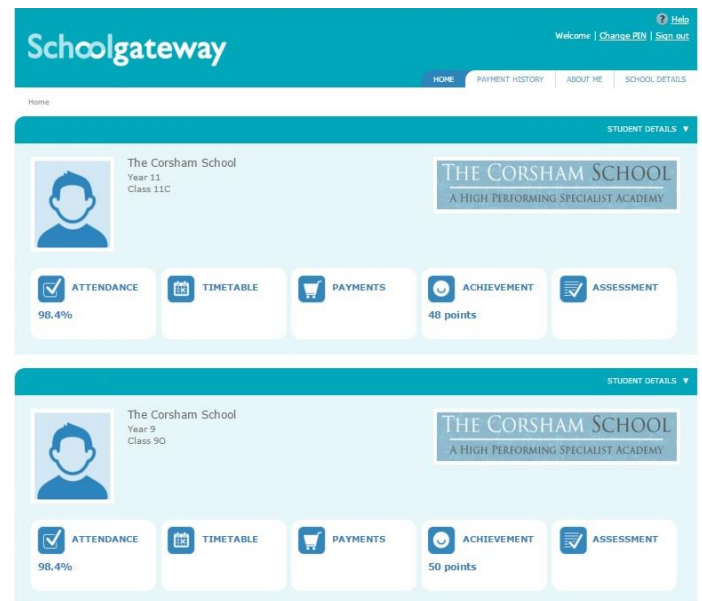 Help
Welcome | Change PIN | Sign out
Schoolgateway
HOME PAYMENT HISTORY ABOUT ME SCHOOL DETAILS
Home
STUDENT DETAILS ▼
The Corsham School
Year 11
Class 11C
THE CORSHAM SCHOOL
A HIGH PERFORMING SPECIALIST ACADEMY
ATTENDANCE TIMETABLE PAYMENTS ACHIEVEMENT ASSESSMENT
98.4% 48 points
STUDENT DETAILS ▼
The Corsham School
Year 9
Class 9O
THE CORSHAM SCHOOL
A HIGH PERFORMING SPECIALIST ACADEMY
ATTENDANCE TIMETABLE PAYMENTS ACHIEVEMENT ASSESSMENT
98.4% 50 points